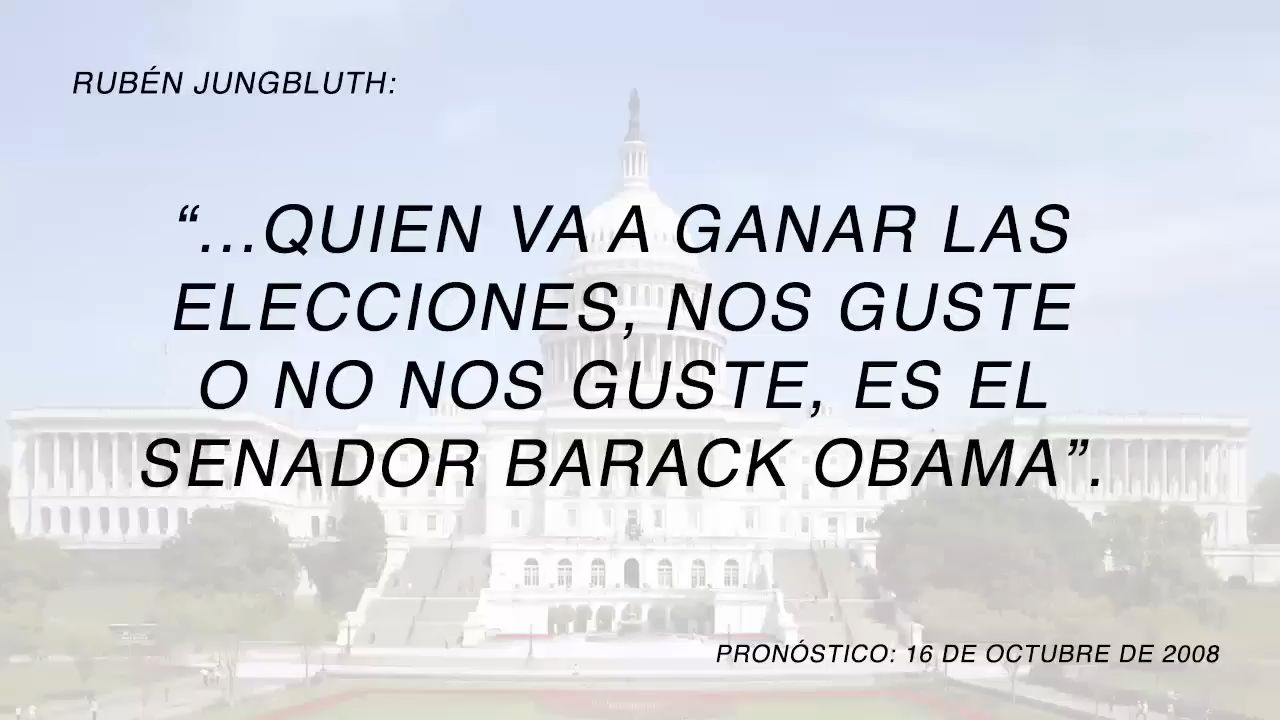 RUBÉN JUNGBLUTH:
“...QUIEN VA A GANAR LAS
ELECCIONES, NOS GUSTE
O NO NOS GUSTE, ES EL
SENADOR BARACK OBAMA”.
PRONÓSTICO: 16 DE OCTUBRE DE 2008